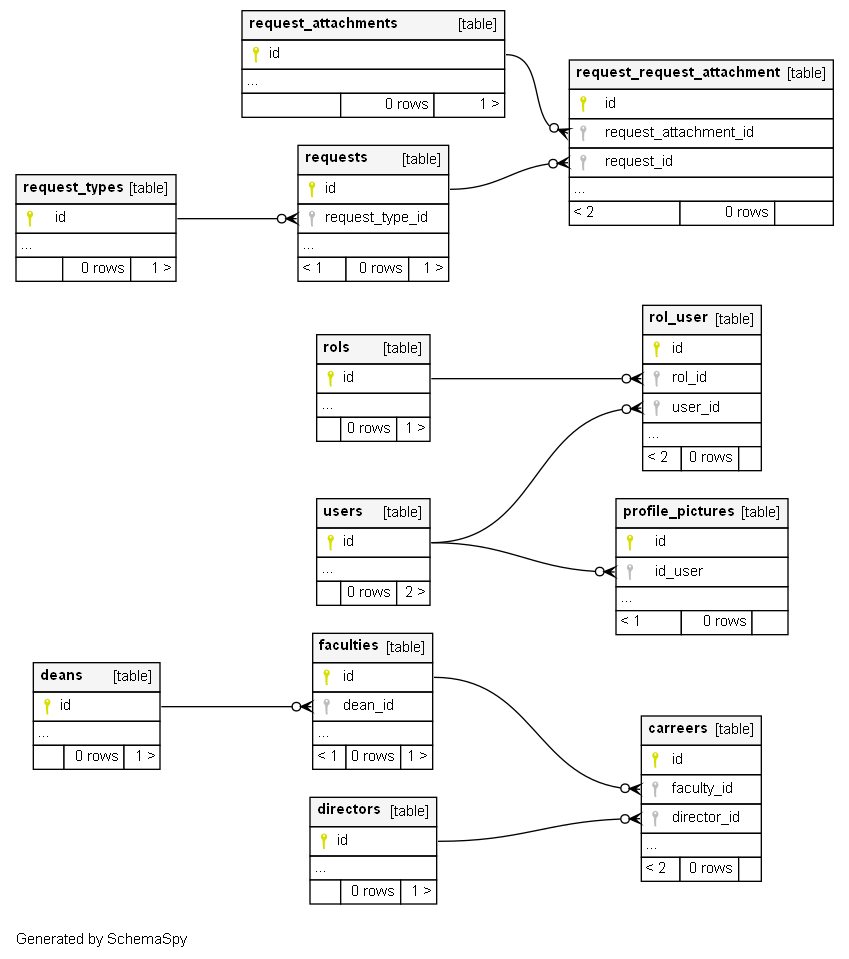 request_attachments [table]
id
...
0 rows 1 >
request_request_attachment [table]
id
request_attachment_id
request_id
...
< 2 0 rows
requests [table]
id
request_type_id
...
< 1 0 rows 1 >
request_types [table]
id
...
0 rows 1 >
rol_user [table]
id
rol_id
user_id
...
< 2 0 rows
rols [table]
id
...
0 rows 1 >
users [table]
id
...
0 rows 2 >
profile_pictures [table]
id
id_user
...
< 1 0 rows
faculties [table]
id
dean_id
...
< 1 0 rows 1 >
deans [table]
id
...
0 rows 1 >
carreers [table]
id
faculty_id
director_id
...
< 2 0 rows
directors [table]
id
...
0 rows 1 >
Generated by SchemaSpy